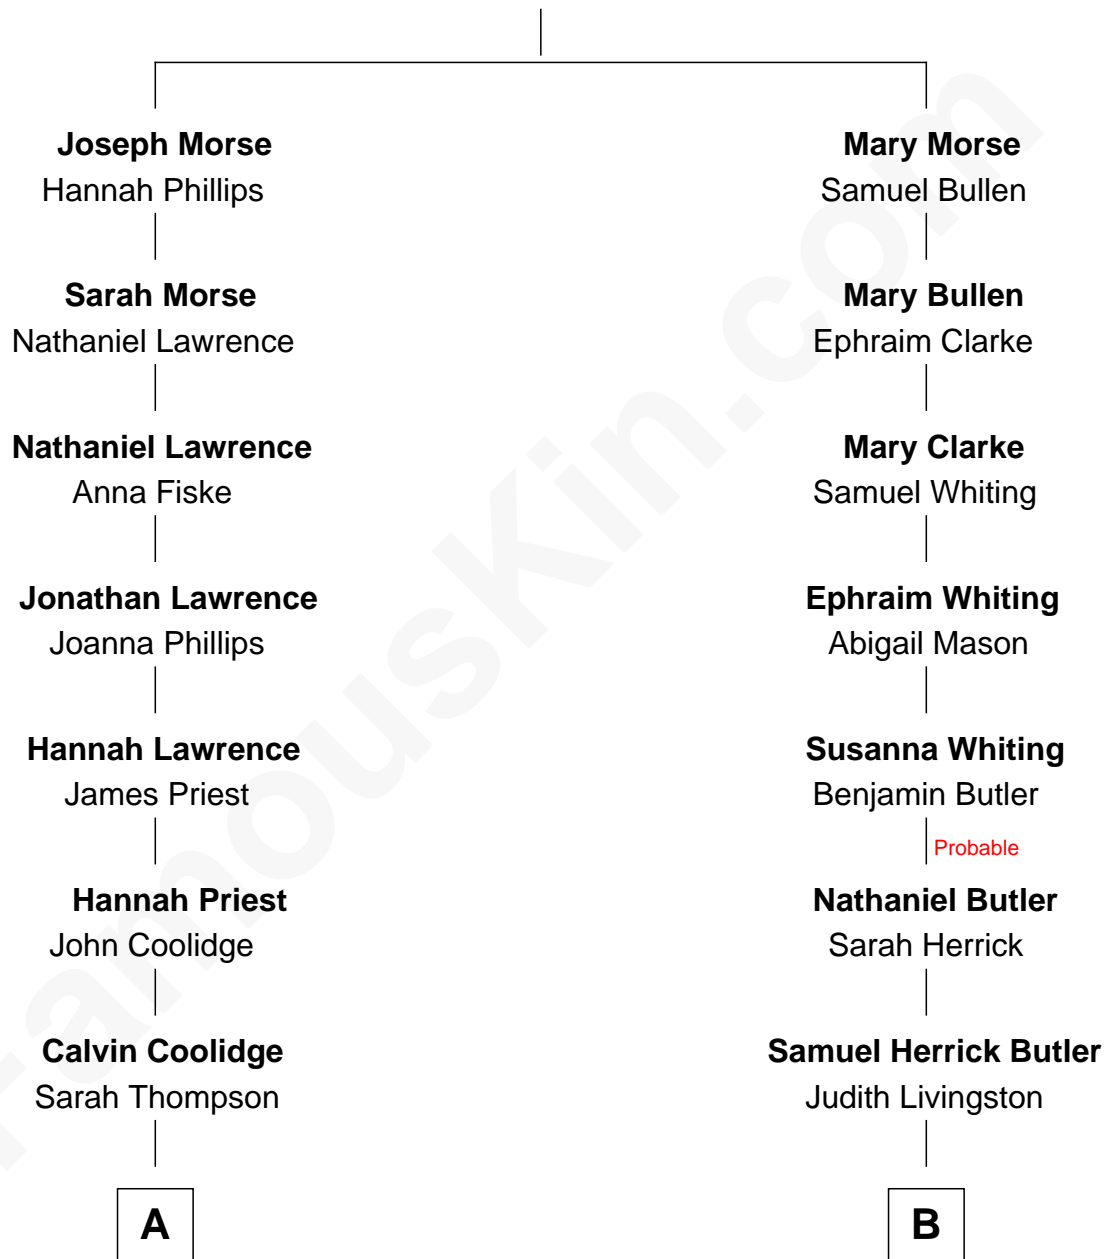 Joseph Morse
Hannah Phillips
Sarah Morse
Nathaniel Lawrence
Nathaniel Lawrence
Anna Fiske
Jonathan Lawrence
Joanna Phillips
Hannah Lawrence
James Priest
Hannah Priest
John Coolidge
Calvin Coolidge
Sarah Thompson
A
Mary Morse
Samuel Bullen
Mary Bullen
Ephraim Clarke
Mary Clarke
Samuel Whiting
Ephraim Whiting
Abigail Mason
Susanna Whiting
Benjamin Butler
Probable
Nathaniel Butler
Sarah Herrick
Samuel Herrick Butler
Judith Livingston
B
FamousKin.com